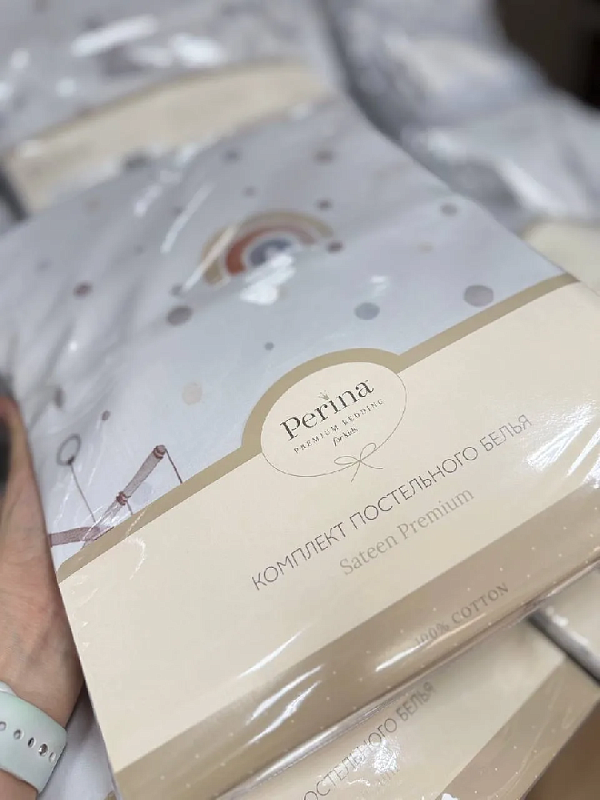 Perina
PREMIUM BEDDING
for kids
КОМПЛЕКТ ПОСТЕЛЬНОГО БЕЛЬЯ
Sateen Premium
100% COTTON
ПОСТЕЛЬНОГО БЕЛЬЯ